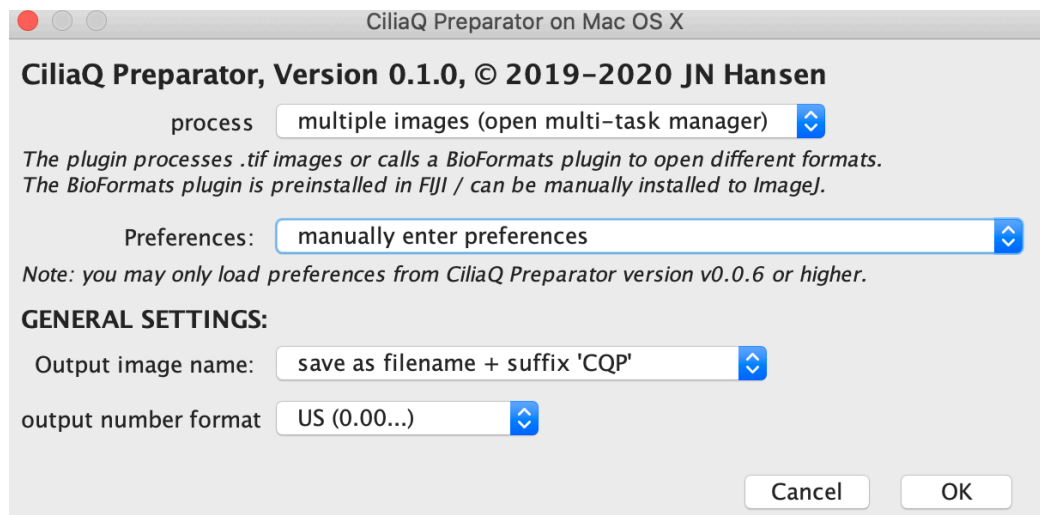 CiliaQ Preparator on Mac OS X
CiliaQ Preparator, Version 0.1.0, © 2019–2020 JN Hansen
process multiple images (open multi-task manager)
The plugin processes .tif images or calls a BioFormats plugin to open different formats.
The BioFormats plugin is preinstalled in FIJI / can be manually installed to ImageJ.
Preferences: manually enter preferences
Note: you may only load preferences from CiliaQ Preparator version v0.0.6 or higher.
GENERAL SETTINGS:
Output image name: save as filename + suffix 'CQP'
output number format US (0.00...)
Cancel OK